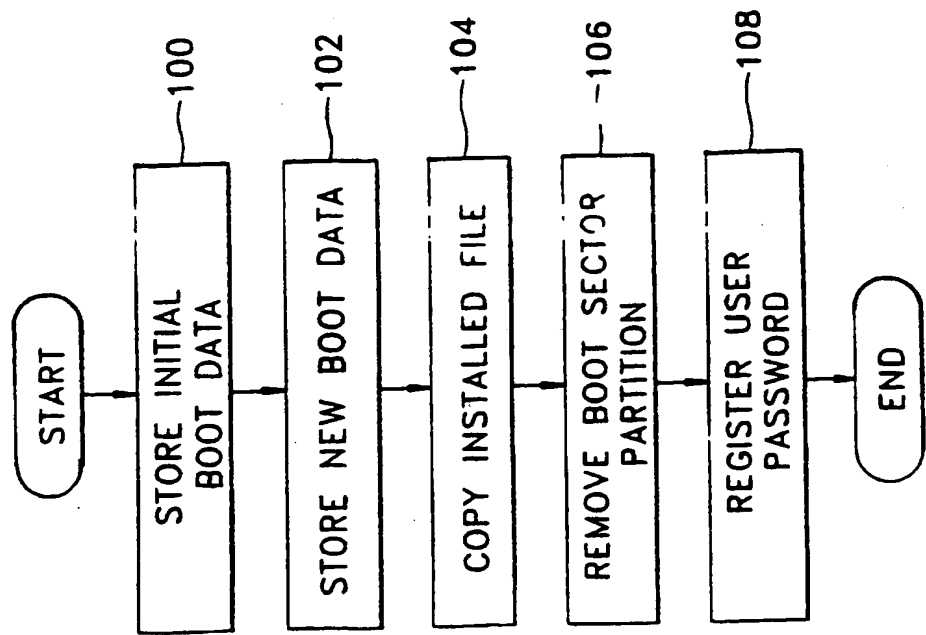 START
STORE INITIAL
BOOT DATA
100
STORE NEW BOOT DATA
102
COPY INSTALLED FILE
104
REMOVE BOOT SECTOR
PARTITION
106
REGISTER USER
PASSWORD
108
END